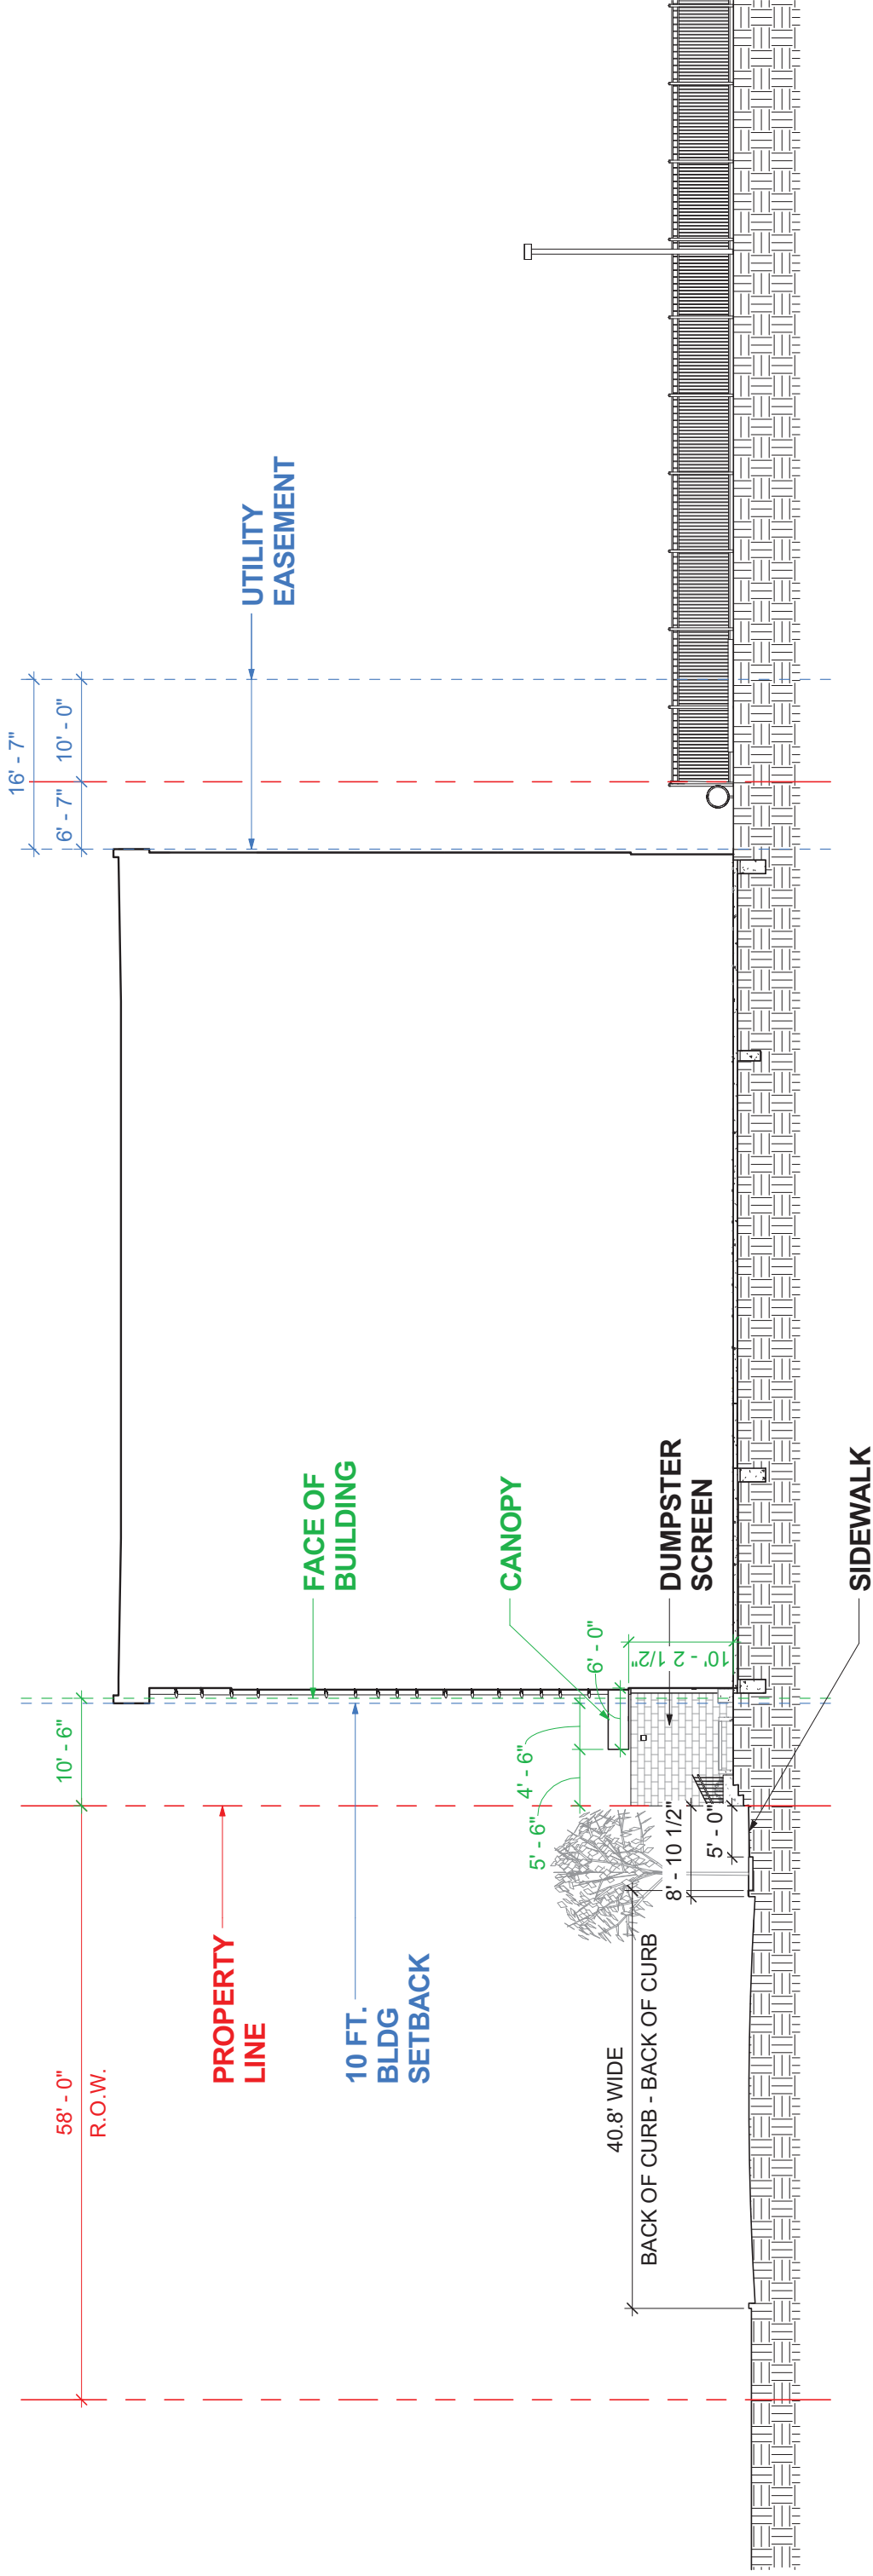 58' - 0"
R.O.W.
10' - 6"
6' - 7"
10' - 0"
16' - 7"
PROPERTY
LINE
10 FT.
BLDG
SETBACK
FACE OF
BUILDING
UTILITY
EASEMENT
CANOPY
5' - 6"
4' - 6"
6' - 0"
10' - 2 1/2"
40.8' WIDE
BACK OF CURB - BACK OF CURB
8' - 10 1/2"
5' - 0"
DUMPSTER
SCREEN
SIDEWALK